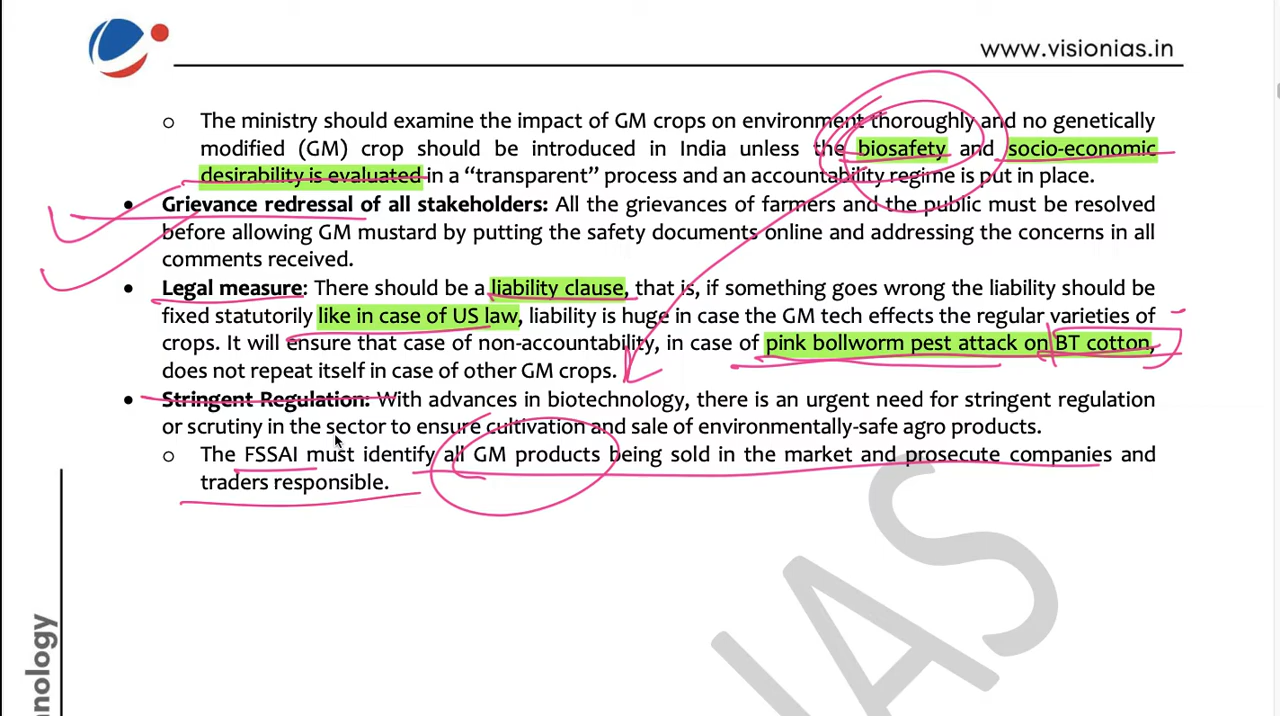 www.visionias.in
o The ministry should examine the impact of GM crops on environment thoroughly and no genetically
modified (GM) crop should be introduced in India unless the biosafety and socio-economic
desirability is evaluated in a “transparent” process and an accountability regime is put in place.
• Grievance redressal of all stakeholders: All the grievances of farmers and the public must be resolved
before allowing GM mustard by putting the safety documents online and addressing the concerns in all
comments received.
• Legal measure: There should be a liability clause, that is, if something goes wrong the liability should be
fixed statutorily like in case of US law, liability is huge in case the GM tech effects the regular varieties of
crops. It will ensure that case of non-accountability, in case of pink bollworm pest attack on BT cotton,
does not repeat itself in case of other GM crops.
• Stringent Regulation: With advances in biotechnology, there is an urgent need for stringent regulation
or scrutiny in the sector to ensure cultivation and sale of environmentally-safe agro products.
o The FSSAI must identify all GM products being sold in the market and prosecute companies and
traders responsible.
nology
IAS